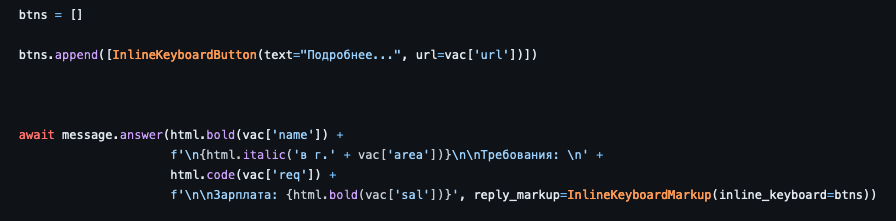 btns = []
btns.append([InlineKeyboardButton(text="Подробнее...", url=vac['url'])])
await message.answer(html.bold(vac['name']) +
f'\n{html.italic('в г.' + vac['area'])}\n\nТребования: \n' +
html.code(vac['req']) +
f'\n\nЗарплата: {html.bold(vac['sal'])}', reply_markup=InlineKeyboardMarkup(inline_keyboard=btns))